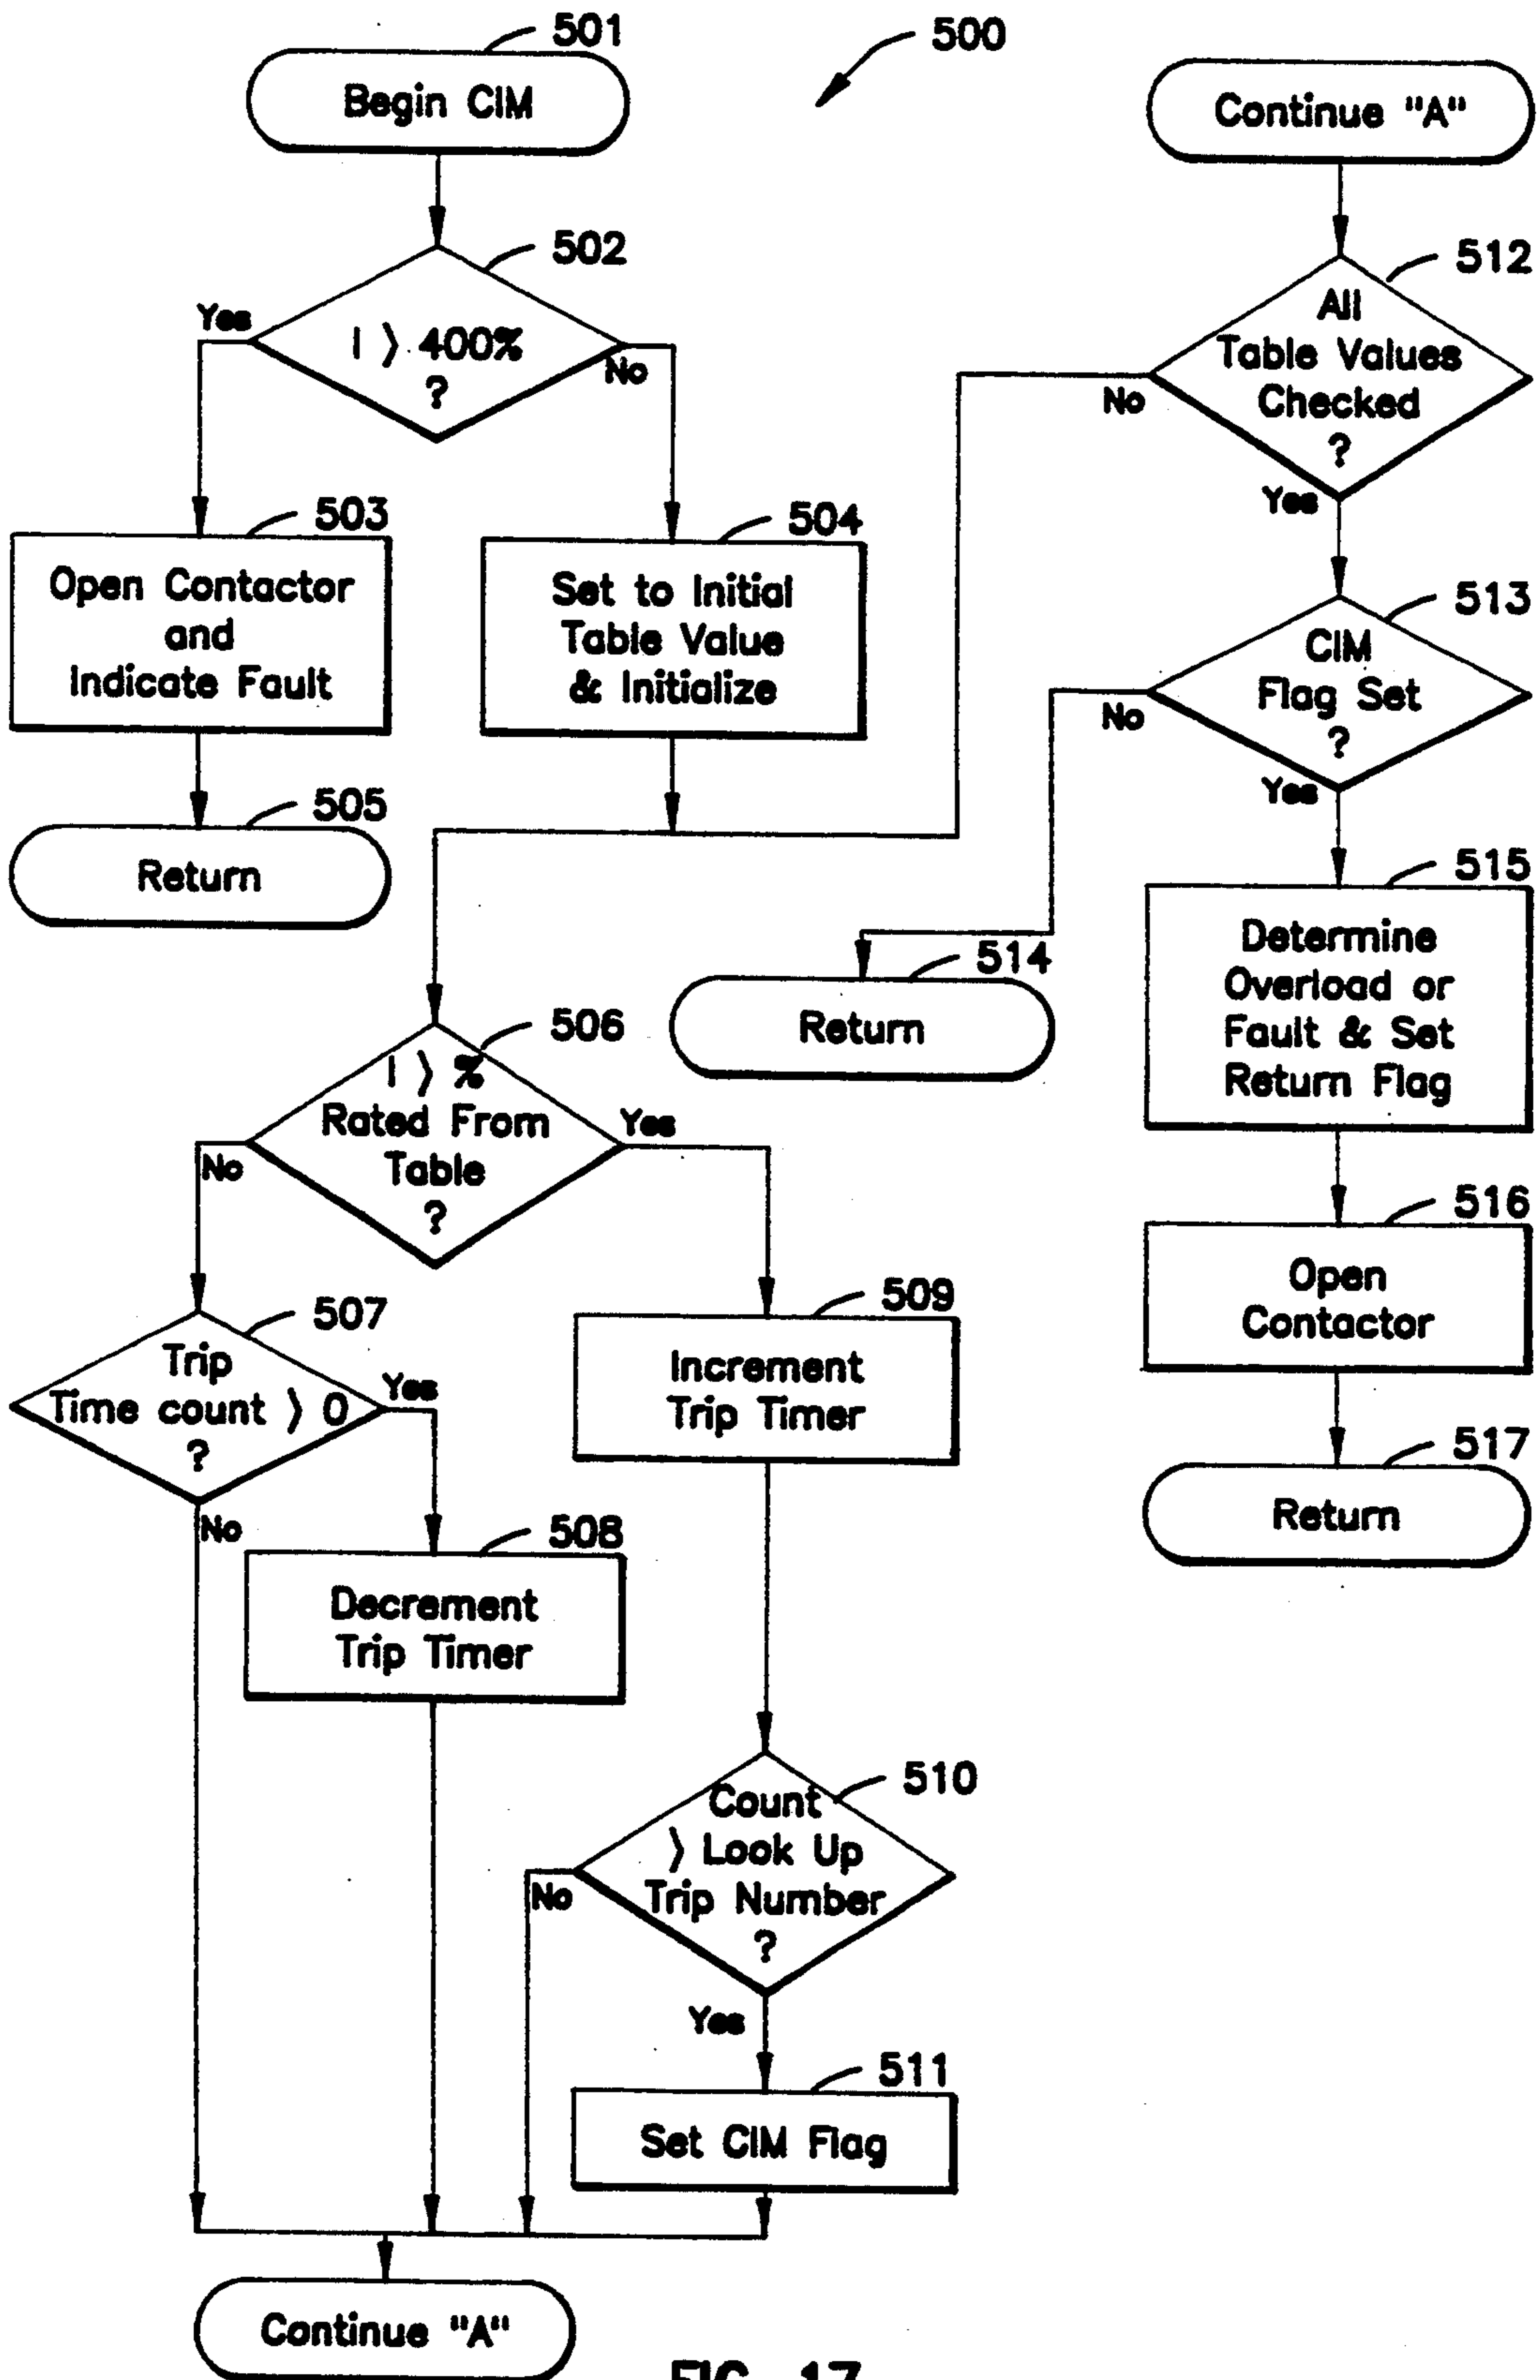 501
500
Begin CIM
Continue "A"
502
512
Yes
I > 400%
?
No
All
Table Values
Checked
?
No
Yes
503
504
Open Contactor
and
Indicate Fault
Set to Initial
Table Value
& Initialize
513
CIM
Flag Set
?
No
Yes
505
Return
515
Determine
Overload or
Fault & Set
Return Flag
514
Return
506
I > %
Rated From
Table
?
No
Yes
516
Open
Contactor
507
Trip
Time count > 0
?
Yes
No
509
Increment
Trip Timer
517
Return
508
Decrement
Trip Timer
510
Count
> Look Up
Trip Number
?
No
Yes
511
Set CIM Flag
Continue "A"
FIG. 17